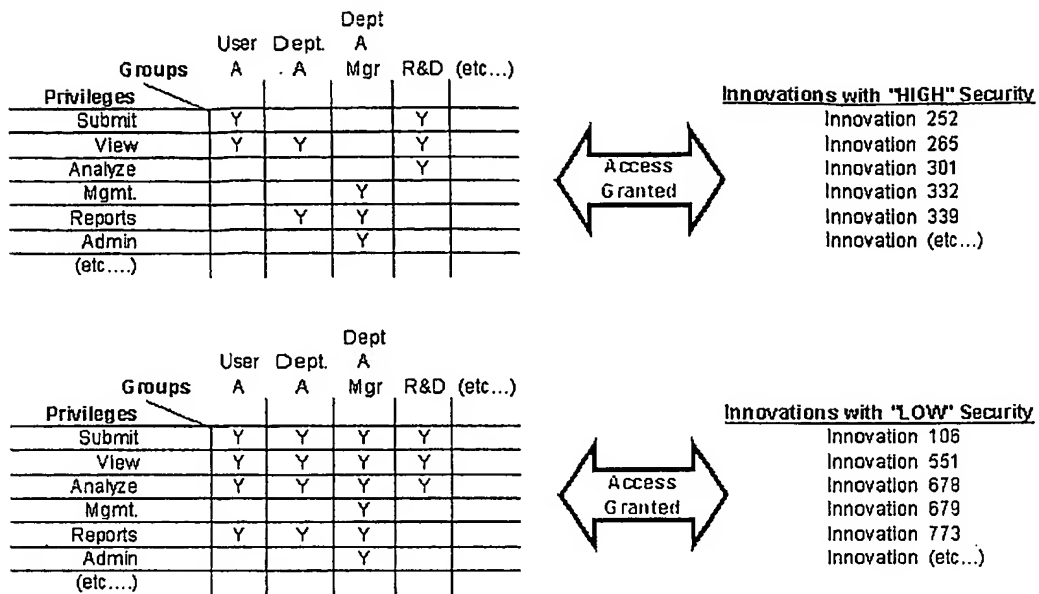 Dept
User Dept. A
Groups A . A Mgr R&D (etc...)
Privileges
Submit Y Y
View Y Y Y
Analyze Y
Mgmt. Y
Reports Y Y
Admin Y
(etc....)
Access
Granted
Innovations with "HIGH" Security
Innovation 252
Innovation 265
Innovation 301
Innovation 332
Innovation 339
Innovation (etc...)
Dept
User Dept. A
Groups A A Mgr R&D (etc...)
Privileges
Submit Y Y Y Y
View Y Y Y Y
Analyze Y Y Y Y
Mgmt. Y
Reports Y Y Y
Admin Y
(etc....)
Access
Granted
Innovations with "LOW" Security
Innovation 106
Innovation 551
Innovation 678
Innovation 679
Innovation 773
Innovation (etc...)